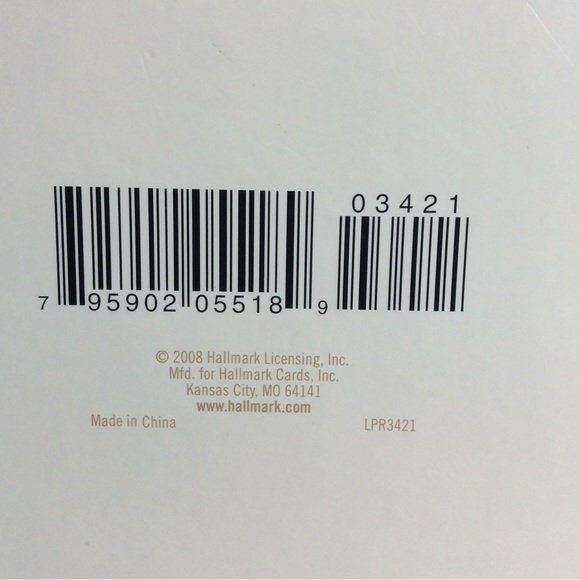 03421
7 95902 05518 9
© 2008 Hallmark Licensing, Inc.
Mfd. for Hallmark Cards, Inc.
Kansas City, MO 64141
www.hallmark.com
Made in China
LPR3421